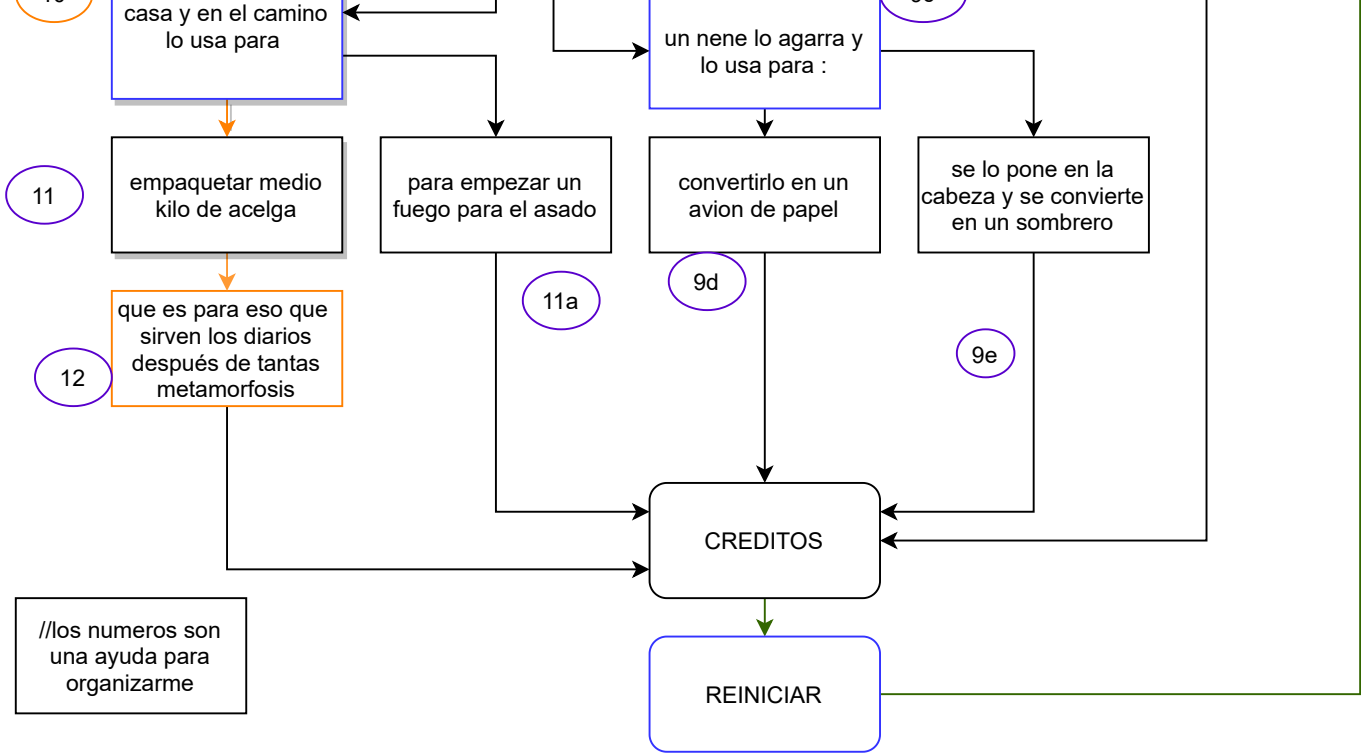 casa y en el camino
lo usa para
un nene lo agarra y
lo usa para :
11
empaquetar medio
kilo de acelga
para empezar un
fuego para el asado
convertirlo en un
avion de papel
se lo pone en la
cabeza y se convierte
en un sombrero
11a
9d
9e
12
que es para eso que
sirven los diarios
después de tantas
metamorfosis
CREDITOS
//los numeros son
una ayuda para
organizarme
REINICIAR